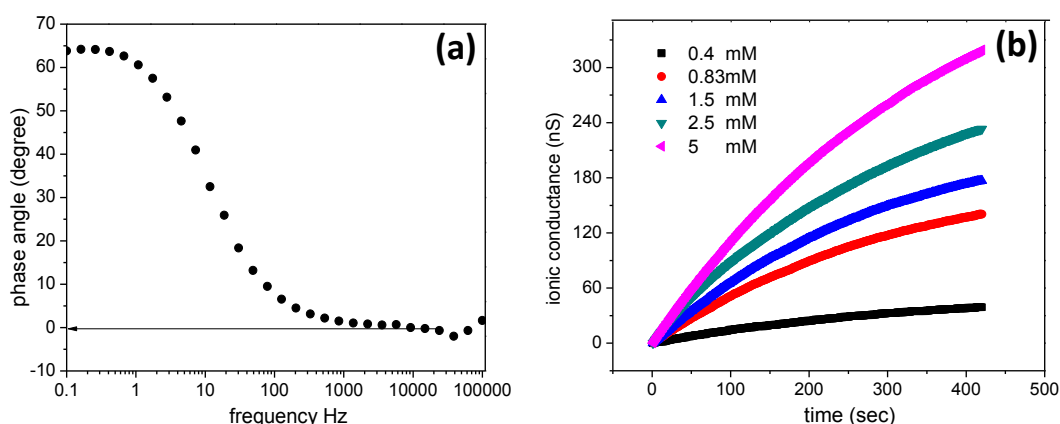 (a)
70
60
50
40
30
20
10
0
-10
phase angle (degree)
0.1 1 10 100 1000 10000 100000
frequency Hz
(b)
0.4 mM
0.83mM
1.5 mM
2.5 mM
5 mM
300
240
180
120
60
0
ionic conductance (nS)
0 100 200 300 400 500
time (sec)